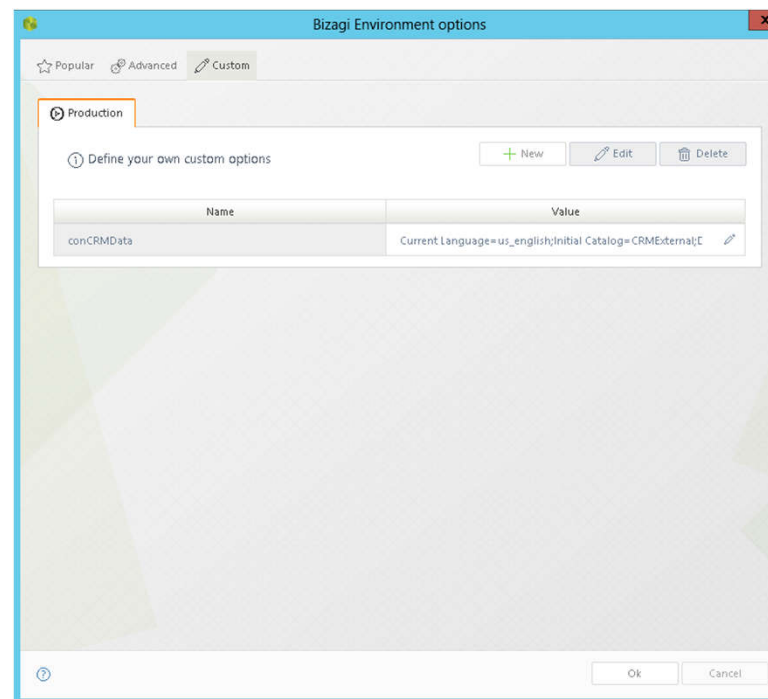 Bizagi Environment options
x
Popular Advanced Custom
Production
Define your own custom options
New Edit Delete
Name Value
conCRMData Current Language=us_english;Initial Catalog=CRMExternal;
? Ok Cancel